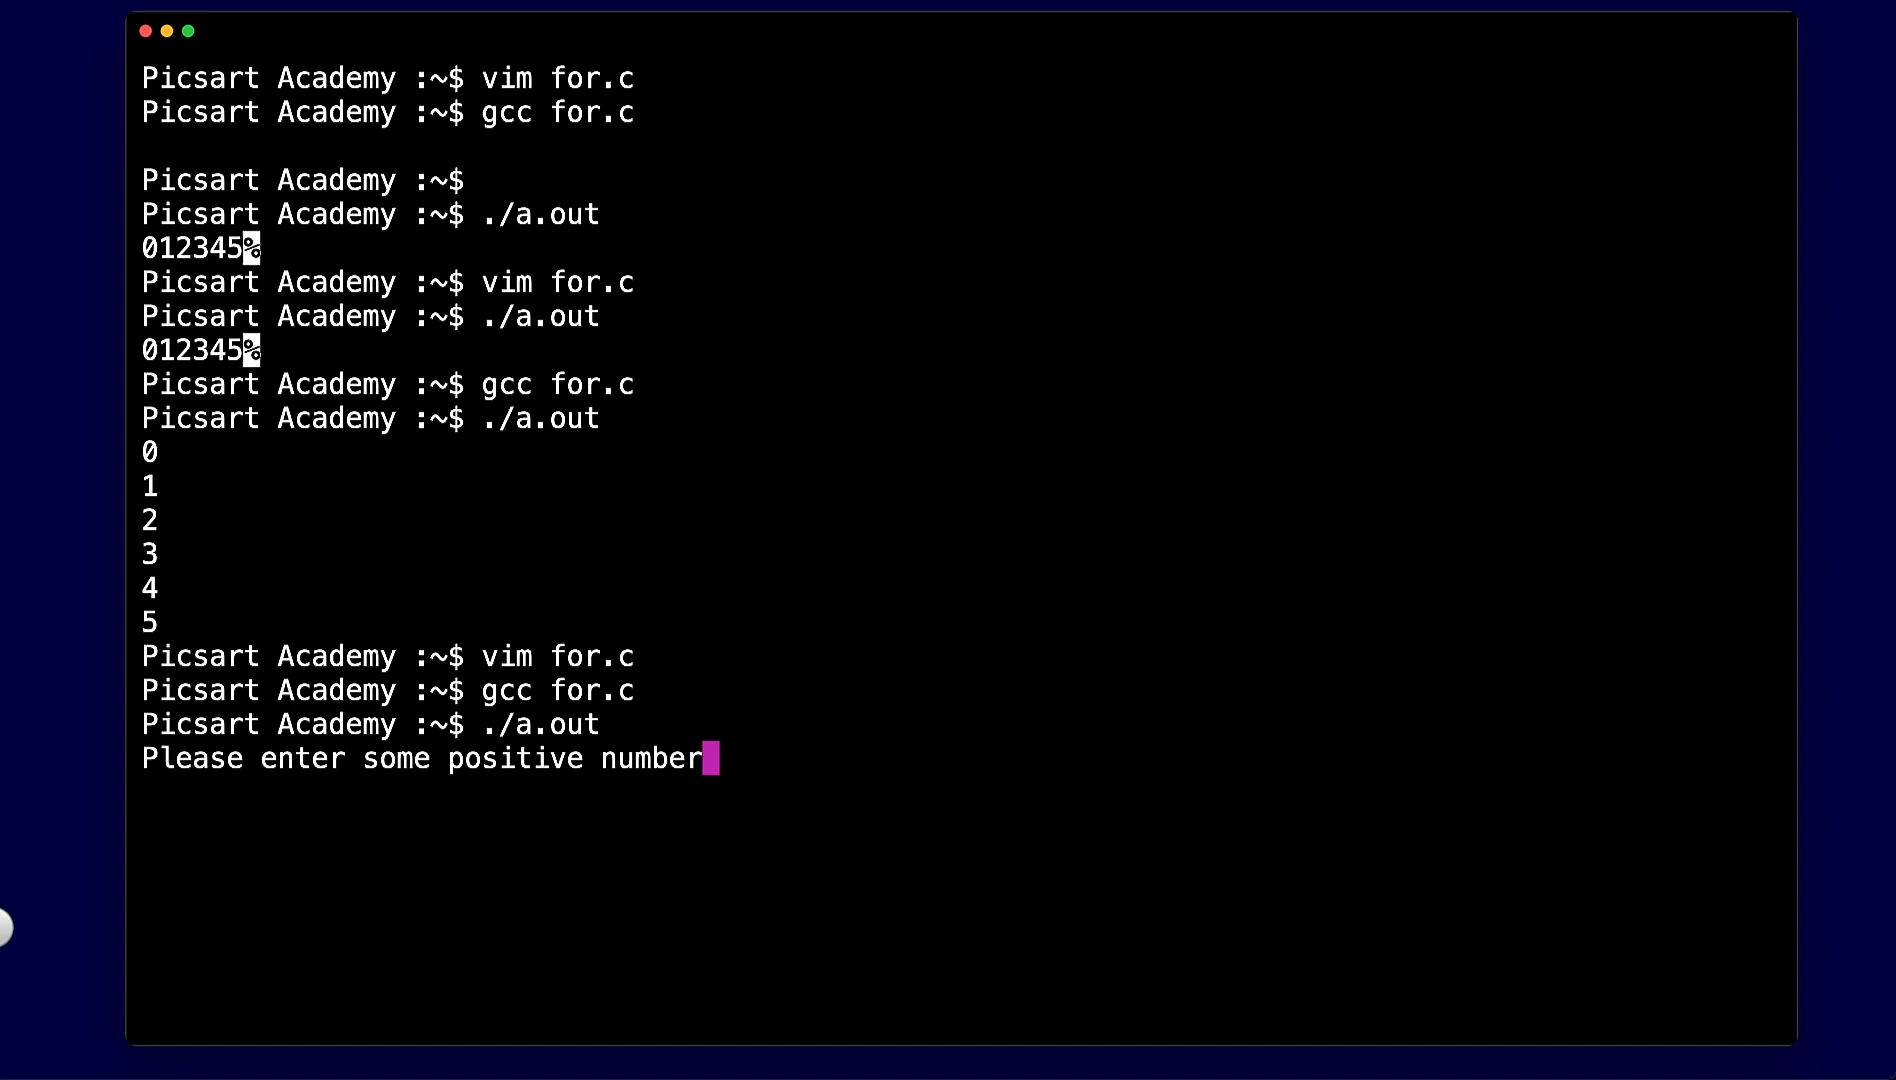 Picsart Academy :~$ vim for.c
Picsart Academy :~$ gcc for.c
Picsart Academy :~$
Picsart Academy :~$ ./a.out
012345%
Picsart Academy :~$ vim for.c
Picsart Academy :~$ ./a.out
012345%
Picsart Academy :~$ gcc for.c
Picsart Academy :~$ ./a.out
0
1
2
3
4
5
Picsart Academy :~$ vim for.c
Picsart Academy :~$ gcc for.c
Picsart Academy :~$ ./a.out
Please enter some positive number